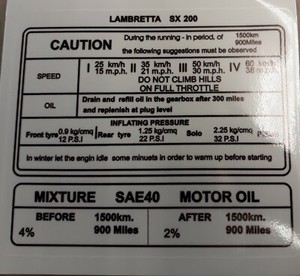 LAMBRETTA SX 200
CAUTION During the running - in period, of 1500km 900Miles
the following suggestions must be observed
SPEED I 25 km/h 15 m.p.h. II 35 km/h 21 m.p.h. III 50 km/h 30 m.p.h. IV 60 km/h 36 m.p.h.
DO NOT CLIMB HILLS
ON FULL THROTTLE
OIL Drain and refill oil in the gearbox after 300 miles
and replenish at plug level
INFLATING PRESSURE
Front tyre 0.9 kg/cmq 12 P.S.I Rear tyre 1.25 kg/cmq 22 P.S.I Solo 2.25 kg/cmq 32 P.S.I
In winter let the engin idle some minuets in order to warm up before starting
MIXTURE SAE40 MOTOR OIL
BEFORE 1500km. AFTER 1500km.
4% 900 Miles 2% 900 Miles